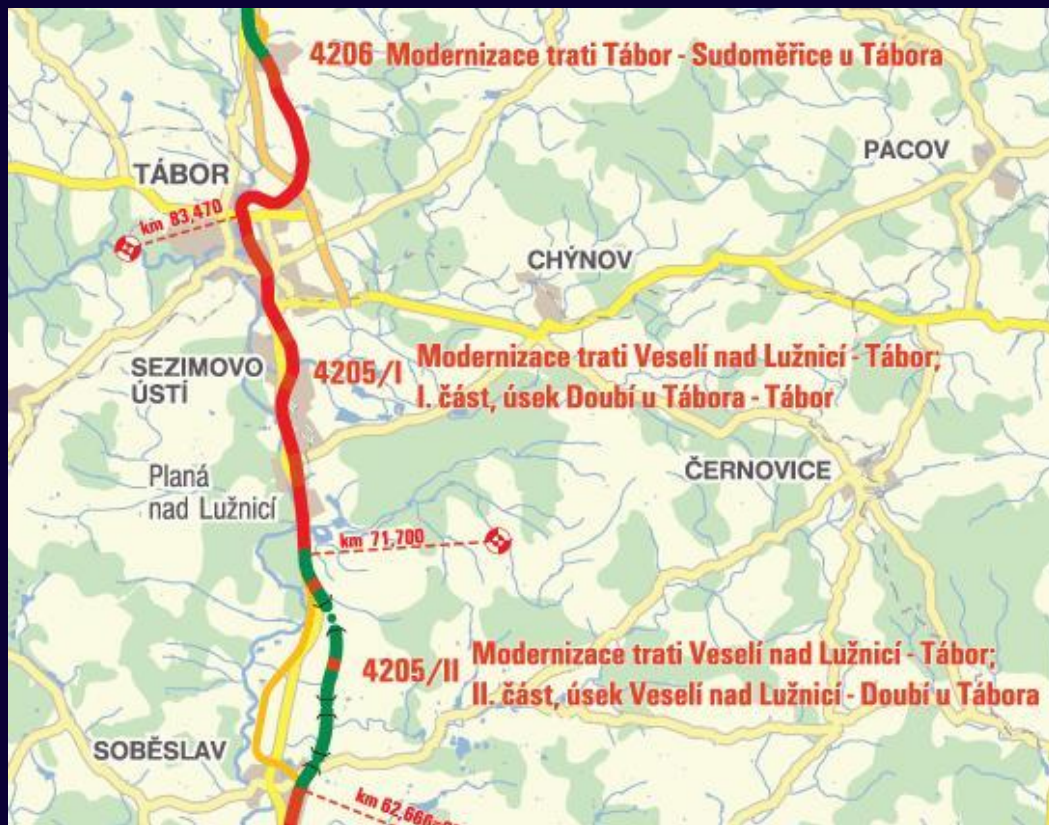 4206 Modernizace trati Tábor - Sudoměřice u Tábora
PACOV
TÁBOR
km 83,470
CHÝNOV
SEZIMOVO
ÚSTÍ
4205/I
Modernizace trati Veselí nad Lužnicí - Tábor;
I. část, úsek Doubí u Tábora - Tábor
Planá
nad Lužnicí
ČERNOVICE
km 71,700
4205/II
Modernizace trati Veselí nad Lužnicí - Tábor;
II. část, úsek Veselí nad Lužnicí - Doubí u Tábora
SOBĚSLAV
km